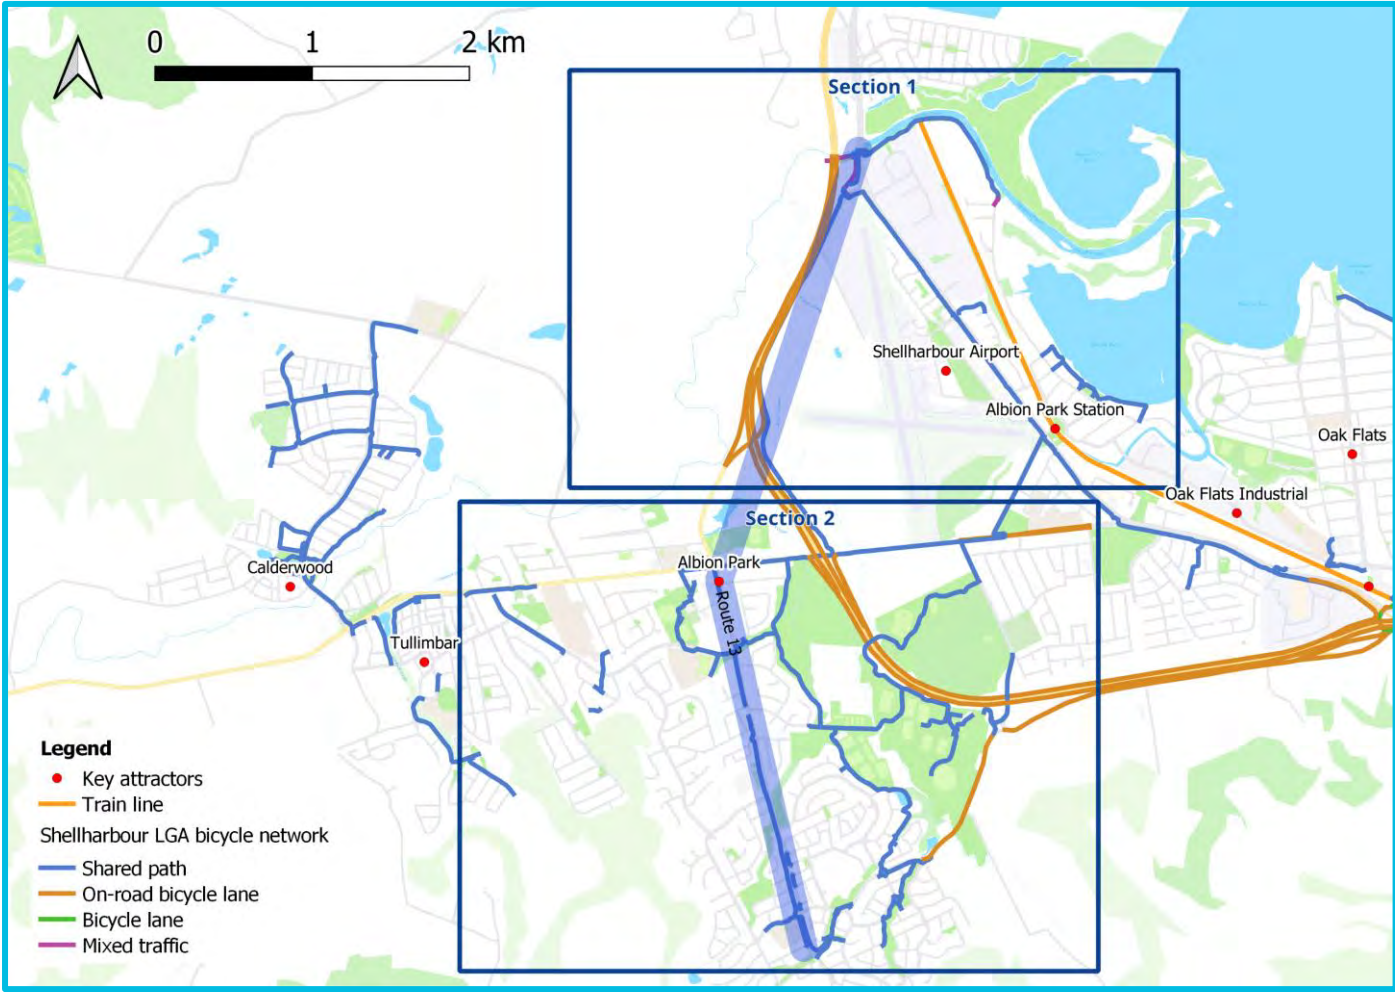 0 1 2 km
Section 1
Shellharbour Airport
Albion Park Station
Oak Flats
Oak Flats Industrial
Section 2
Albion Park
Route 13
Calderwood
Tullimbar
Legend
Key attractors
Train line
Shellharbour LGA bicycle network
Shared path
On-road bicycle lane
Bicycle lane
Mixed traffic